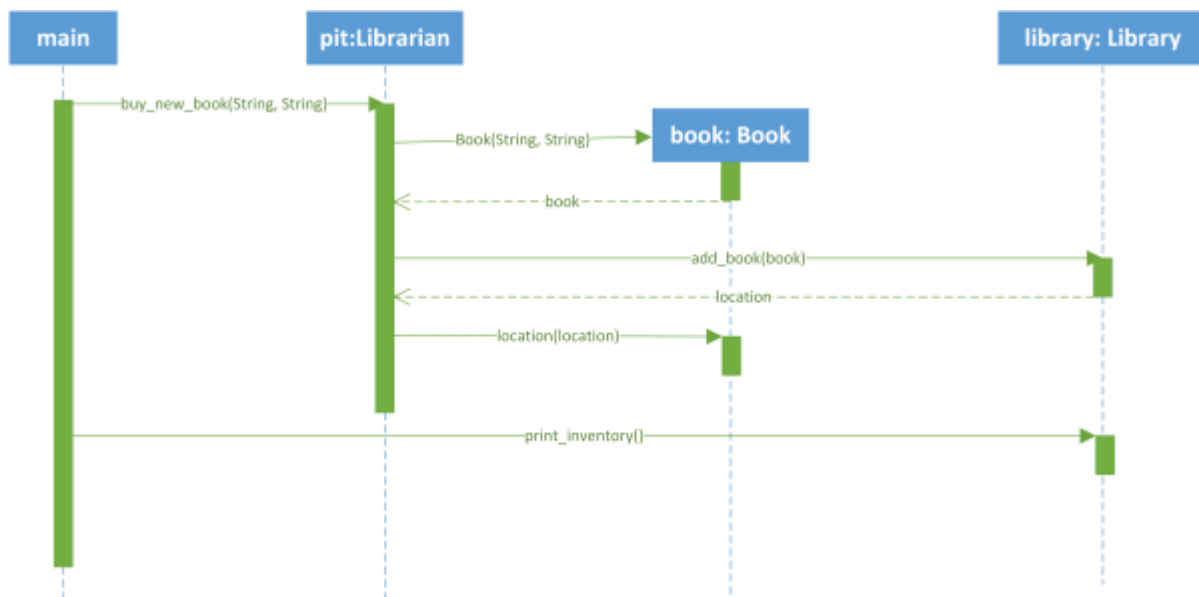 main
pit:Librarian
library: Library
buy_new_book(String, String)
Book(String, String)
book: Book
book
add_book(book)
location
location(location)
print_inventory()